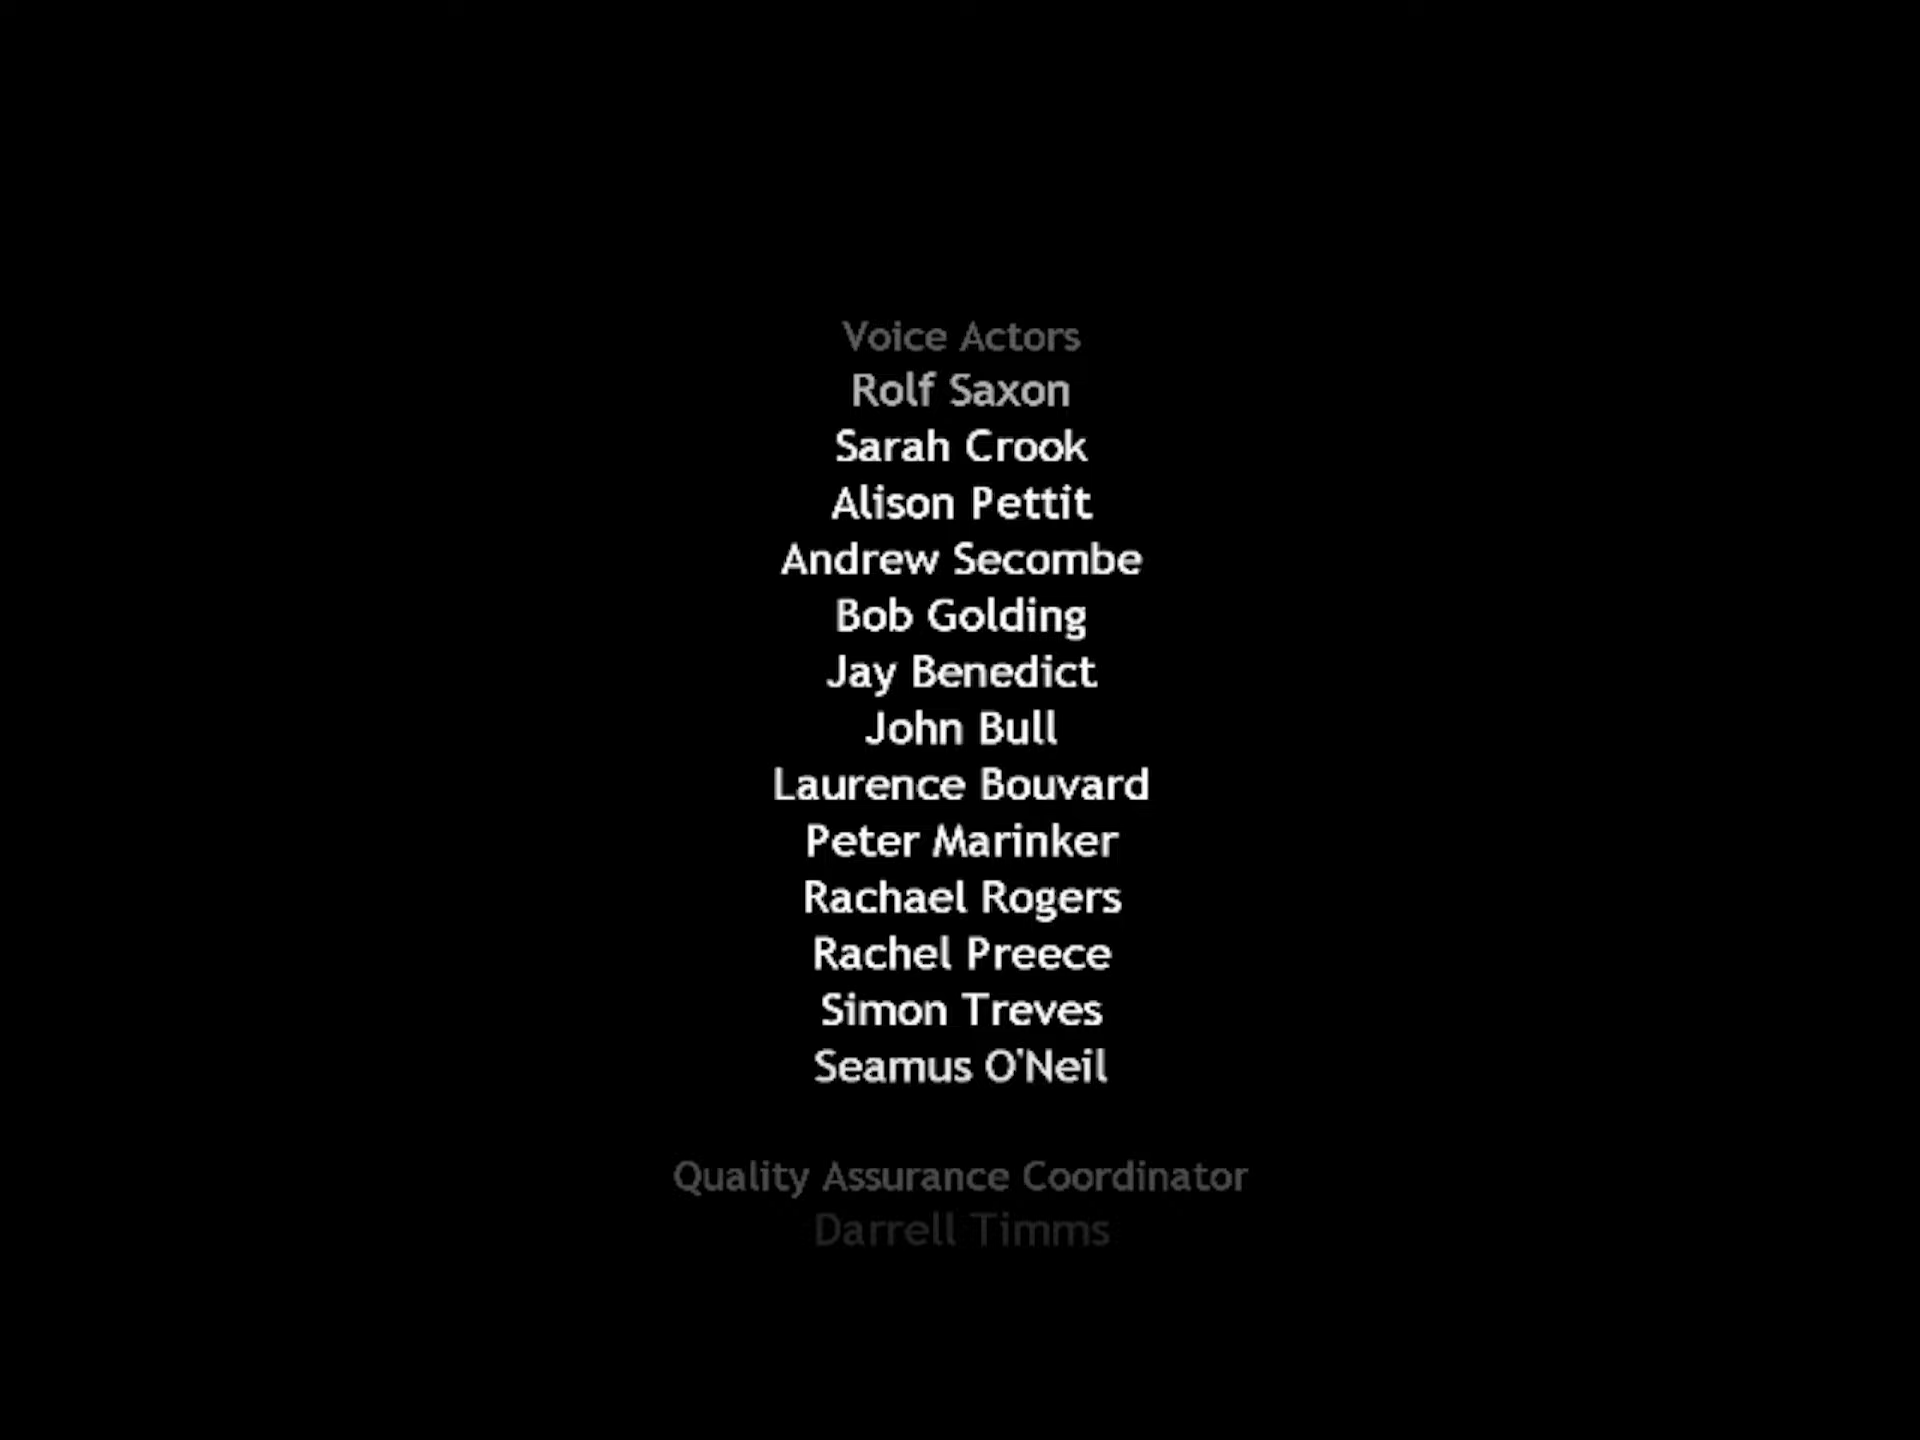 Voice Actors
Rolf Saxon
Sarah Crook
Alison Pettit
Andrew Secombe
Bob Golding
Jay Benedict
John Bull
Laurence Bouvard
Peter Marinker
Rachael Rogers
Rachel Preece
Simon Treves
Seamus O'Neil
Quality Assurance Coordinator
Darrell Timms